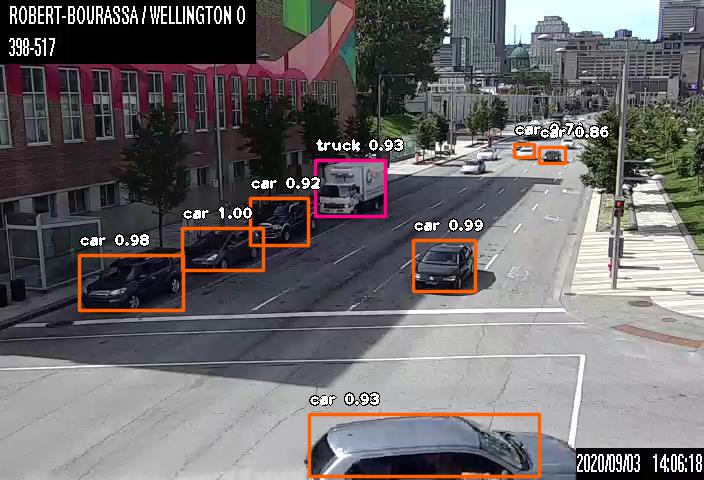 ROBERT-BOURASSA / WELLINGTON O
398-517
truck 0.93
car 0.86
car 0.92
car 1.00
car 0.99
car 0.98
car 0.93
2020/09/03 14:06:18